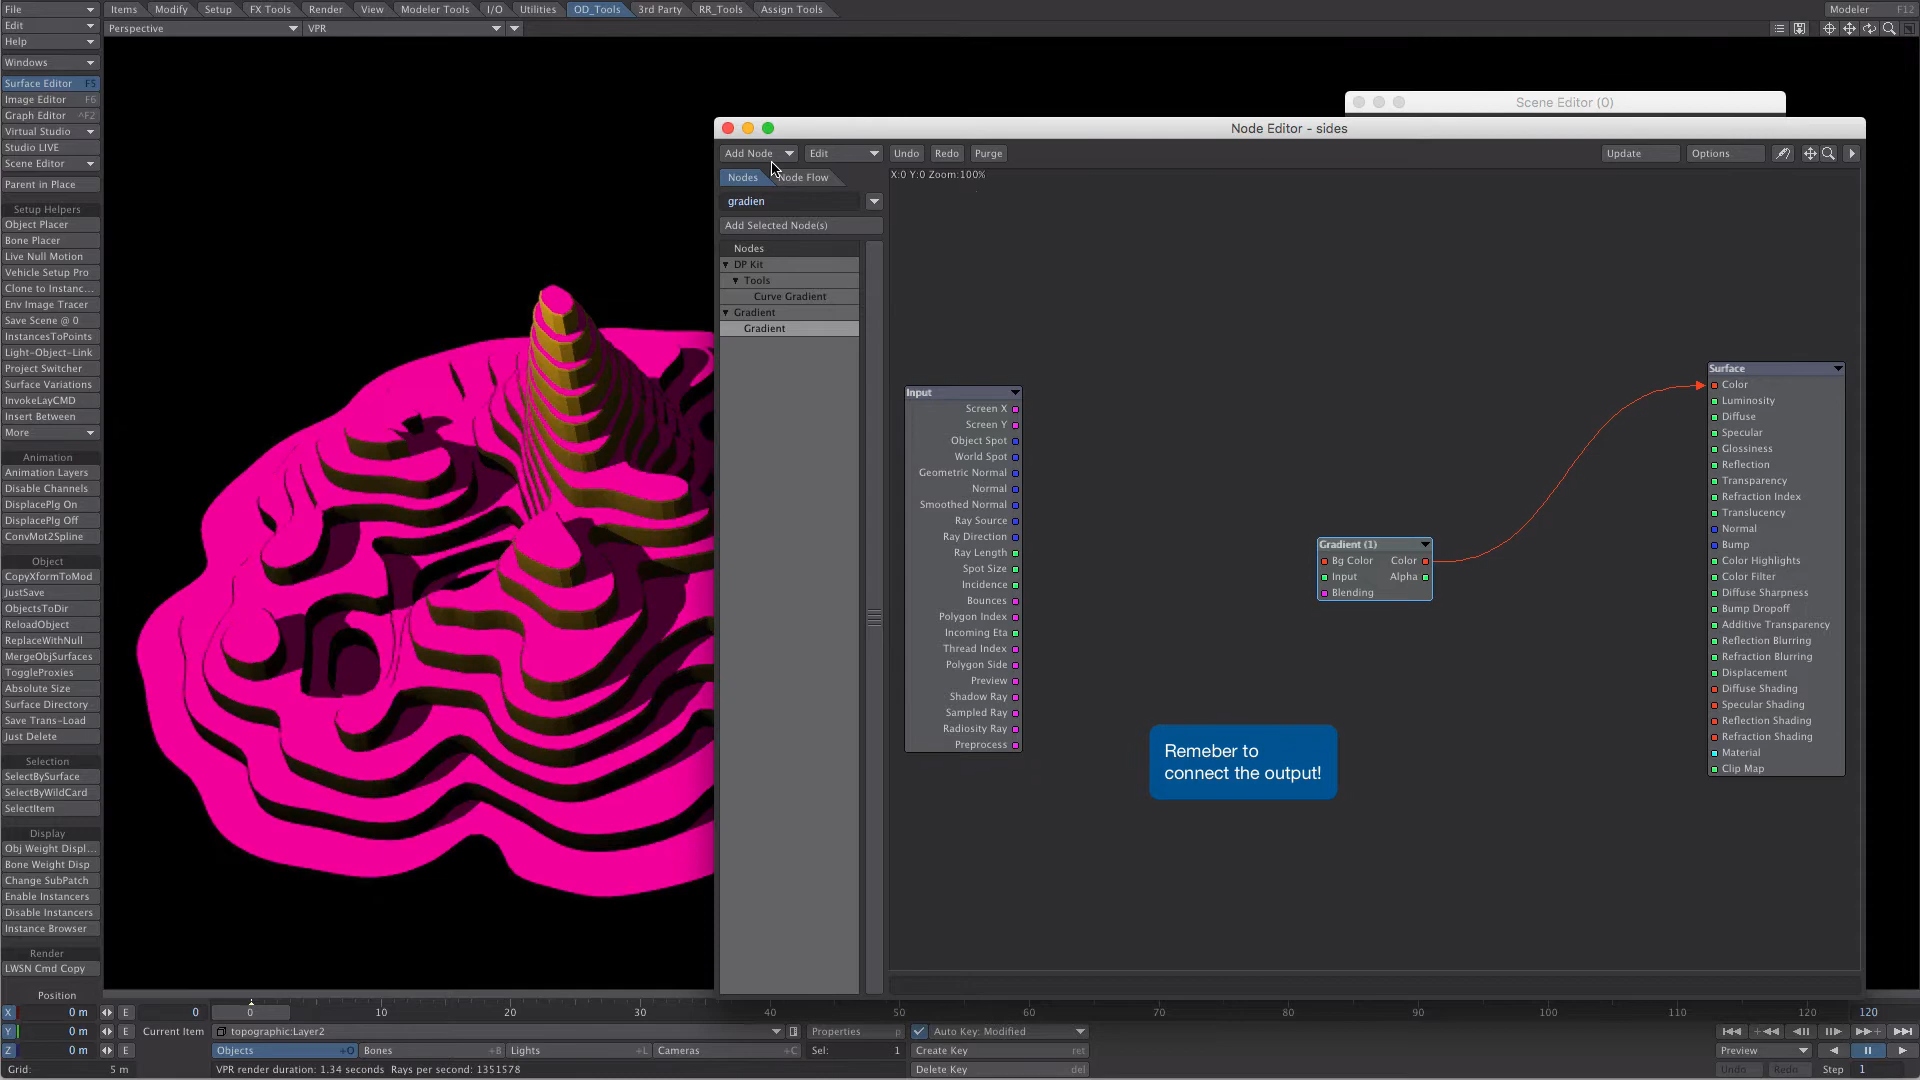 File
Items Modify Setup FX Tools Render View Modeler Tools I/O Utilities OD_Tools 3rd Party RR_Tools Assign Tools
Modeler F12
Edit
Help
Perspective VPR
Windows
Surface Editor F5
Image Editor F6
Graph Editor ^F2
Virtual Studio
Studio LIVE
Scene Editor
Parent in Place
Setup Helpers
Object Placer
Bone Placer
Live Null Motion
Vehicle Setup Pro
Clone to Instanc...
Env Image Tracer
Save Scene @ 0
InstancesToPoints
Light-Object-Link
Project Switcher
Surface Variations
InvokeLayCMD
Insert Between
More
Animation
Animation Layers
Disable Channels
DisplacePlg On
DisplacePlg Off
ConvMot2Spline
Object
CopyXformToMod
JustSave
ObjectsToDir
ReloadObject
ReplaceWithNull
MergeObjSurfaces
ToggleProxies
Absolute Size
Surface Directory
Save Trans-Load
Just Delete
Selection
SelectBySurface
SelectByWildCard
SelectItem
Display
Obj Weight Displ...
Bone Weight Disp
Change SubPatch
Enable Instancers
Disable Instancers
Instance Browser
Render
LWSN Cmd Copy
Scene Editor (0)
Node Editor - sides
Add Node Edit Undo Redo Purge Update Options
Nodes Node Flow
X:0 Y:0 Zoom:100%
gradien
Add Selected Node(s)
Nodes
DP Kit
Tools
Curve Gradient
Gradient
Gradient
Input
Screen X
Screen Y
Object Spot
World Spot
Geometric Normal
Normal
Smoothed Normal
Ray Source
Ray Direction
Ray Length
Spot Size
Incidence
Bounces
Polygon Index
Incoming Eta
Thread Index
Polygon Side
Preview
Shadow Ray
Sampled Ray
Radiosity Ray
Preprocess
Gradient (1)
Bg Color Color
Input Alpha
Blending
Remeber to
connect the output!
Surface
Color
Luminosity
Diffuse
Specular
Glossiness
Reflection
Transparency
Refraction Index
Translucency
Normal
Bump
Color Highlights
Color Filter
Diffuse Sharpness
Bump Dropoff
Additive Transparency
Reflection Blurring
Refraction Blurring
Displacement
Diffuse Shading
Specular Shading
Reflection Shading
Refraction Shading
Material
Clip Map
Position
X 0 m E 0 0 10 20 30 40 50 60 70 80 90 100 110 120 120
Y 0 m E Current Item topographic:Layer2 Properties p Auto Key: Modified
Z 0 m E Objects +O Bones +B Lights +L Cameras +C Sel: 1 Create Key ret Preview
Grid: 5 m VPR render duration: 1.34 seconds Rays per second: 1351578 Delete Key del Undo Redo Step 1